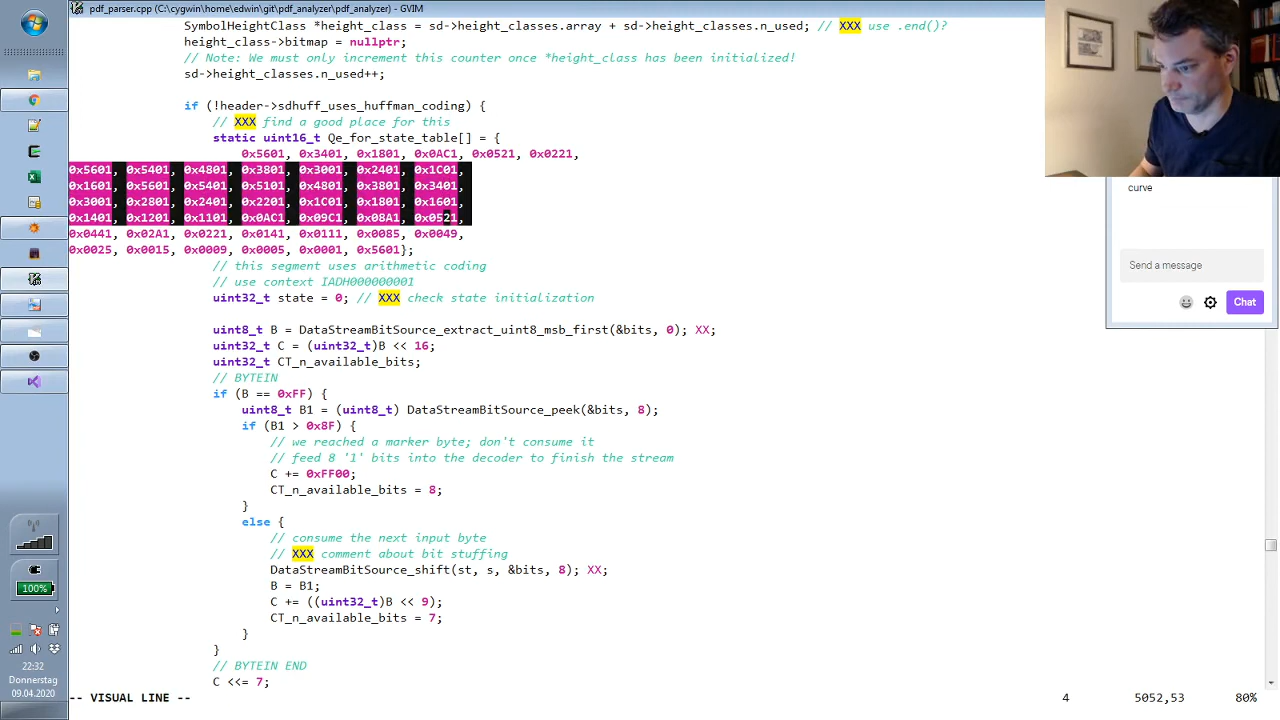 pdf_parser.cpp (C:\cygwin\home\edwin\git\pdf_analyzer\pdf_analyzer) - GVIM
SymbolHeightClass *height_class = sd->height_classes.array + sd->height_classes.n_used; // XXX use .end()?
height_class->bitmap = nullptr;
// Note: We must only increment this counter once *height_class has been initialized!
sd->height_classes.n_used++;
if (!header->sdhuff_uses_huffman_coding) {
// XXX find a good place for this
static uint16_t Qe_for_state_table[] = {
0x5601, 0x3401, 0x1801, 0x0AC1, 0x0521, 0x0221,
0x5601, 0x5401, 0x4801, 0x3801, 0x3001, 0x2401, 0x1C01,
0x1601, 0x5601, 0x5401, 0x5101, 0x4801, 0x3801, 0x3401,
0x3001, 0x2801, 0x2401, 0x2201, 0x1C01, 0x1801, 0x1601,
0x1401, 0x1201, 0x1101, 0x0AC1, 0x09C1, 0x08A1, 0x0521,
0x0441, 0x02A1, 0x0221, 0x0141, 0x0111, 0x0085, 0x0049,
0x0025, 0x0015, 0x0009, 0x0005, 0x0001, 0x5601};
// this segment uses arithmetic coding
// use context IADH000000001
uint32_t state = 0; // XXX check state initialization
uint8_t B = DataStreamBitSource_extract_uint8_msb_first(&bits, 0); XX;
uint32_t C = (uint32_t)B << 16;
uint32_t CT_n_available_bits;
// BYTEIN
if (B == 0xFF) {
uint8_t B1 = (uint8_t) DataStreamBitSource_peek(&bits, 8);
if (B1 > 0x8F) {
// we reached a marker byte; don't consume it
// feed 8 '1' bits into the decoder to finish the stream
C += 0xFF00;
CT_n_available_bits = 8;
}
else {
// consume the next input byte
// XXX comment about bit stuffing
DataStreamBitSource_shift(st, s, &bits, 8); XX;
B = B1;
C += ((uint32_t)B << 9);
CT_n_available_bits = 7;
}
}
// BYTEIN END
C <<= 7;
-- VISUAL LINE -- 4 5052,53 80%
curve
Send a message
Chat
100%
22:32
Donnerstag
09.04.2020